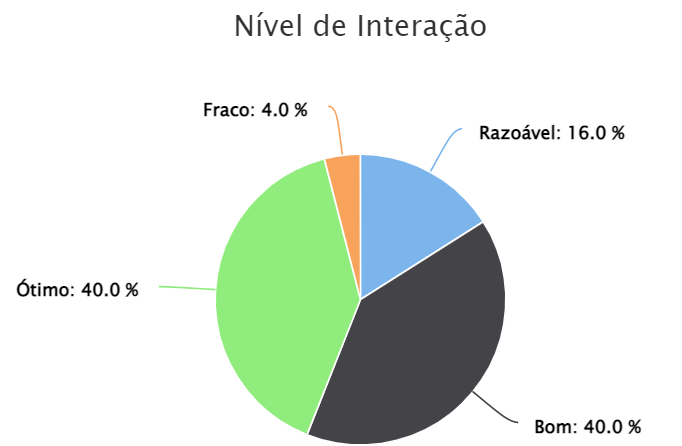 Nível de Interação
Fraco: 4.0 %
Razoável: 16.0 %
Ótimo: 40.0 %
Bom: 40.0 %